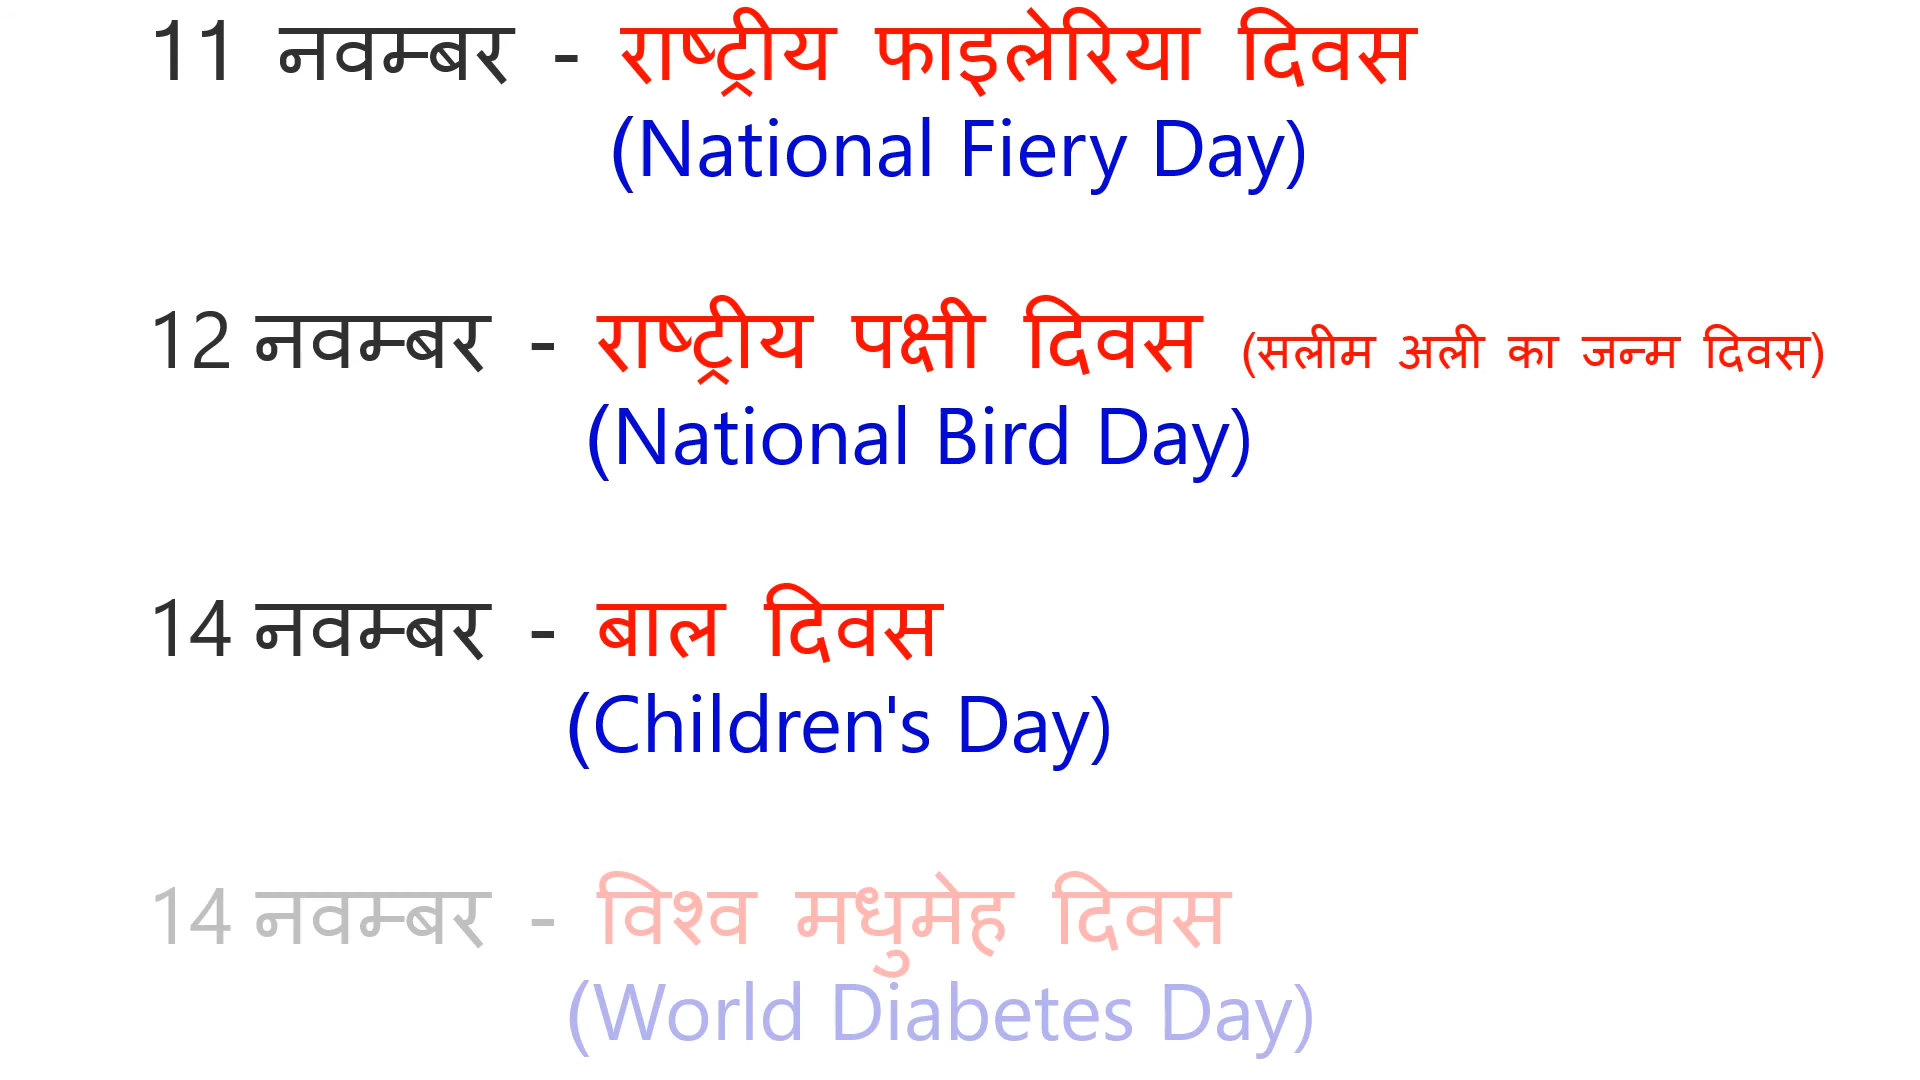 11 नवम्बर - राष्ट्रीय फाइलेरिया दिवस
(National Fiery Day)
12 नवम्बर - राष्ट्रीय पक्षी दिवस (सलीम अली का जन्म दिवस)
(National Bird Day)
14 नवम्बर - बाल दिवस
(Children's Day)
14 नवम्बर - विश्व मधुमेह दिवस
(World Diabetes Day)